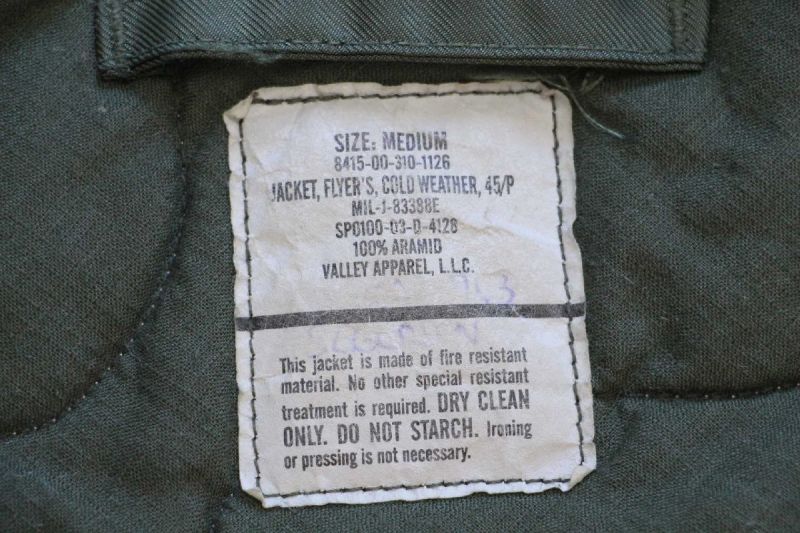 SIZE: MEDIUM
8415-00-310-1126
JACKET, FLYER'S, COLD WEATHER, 45/P
MIL-J-83388E
SPO100-03-D-4128
100% ARAMID
VALLEY APPAREL, L.L.C.
This jacket is made of fire resistant
material. No other special resistant
treatment is required. DRY CLEAN
ONLY. DO NOT STARCH. Ironing
or pressing is not necessary.